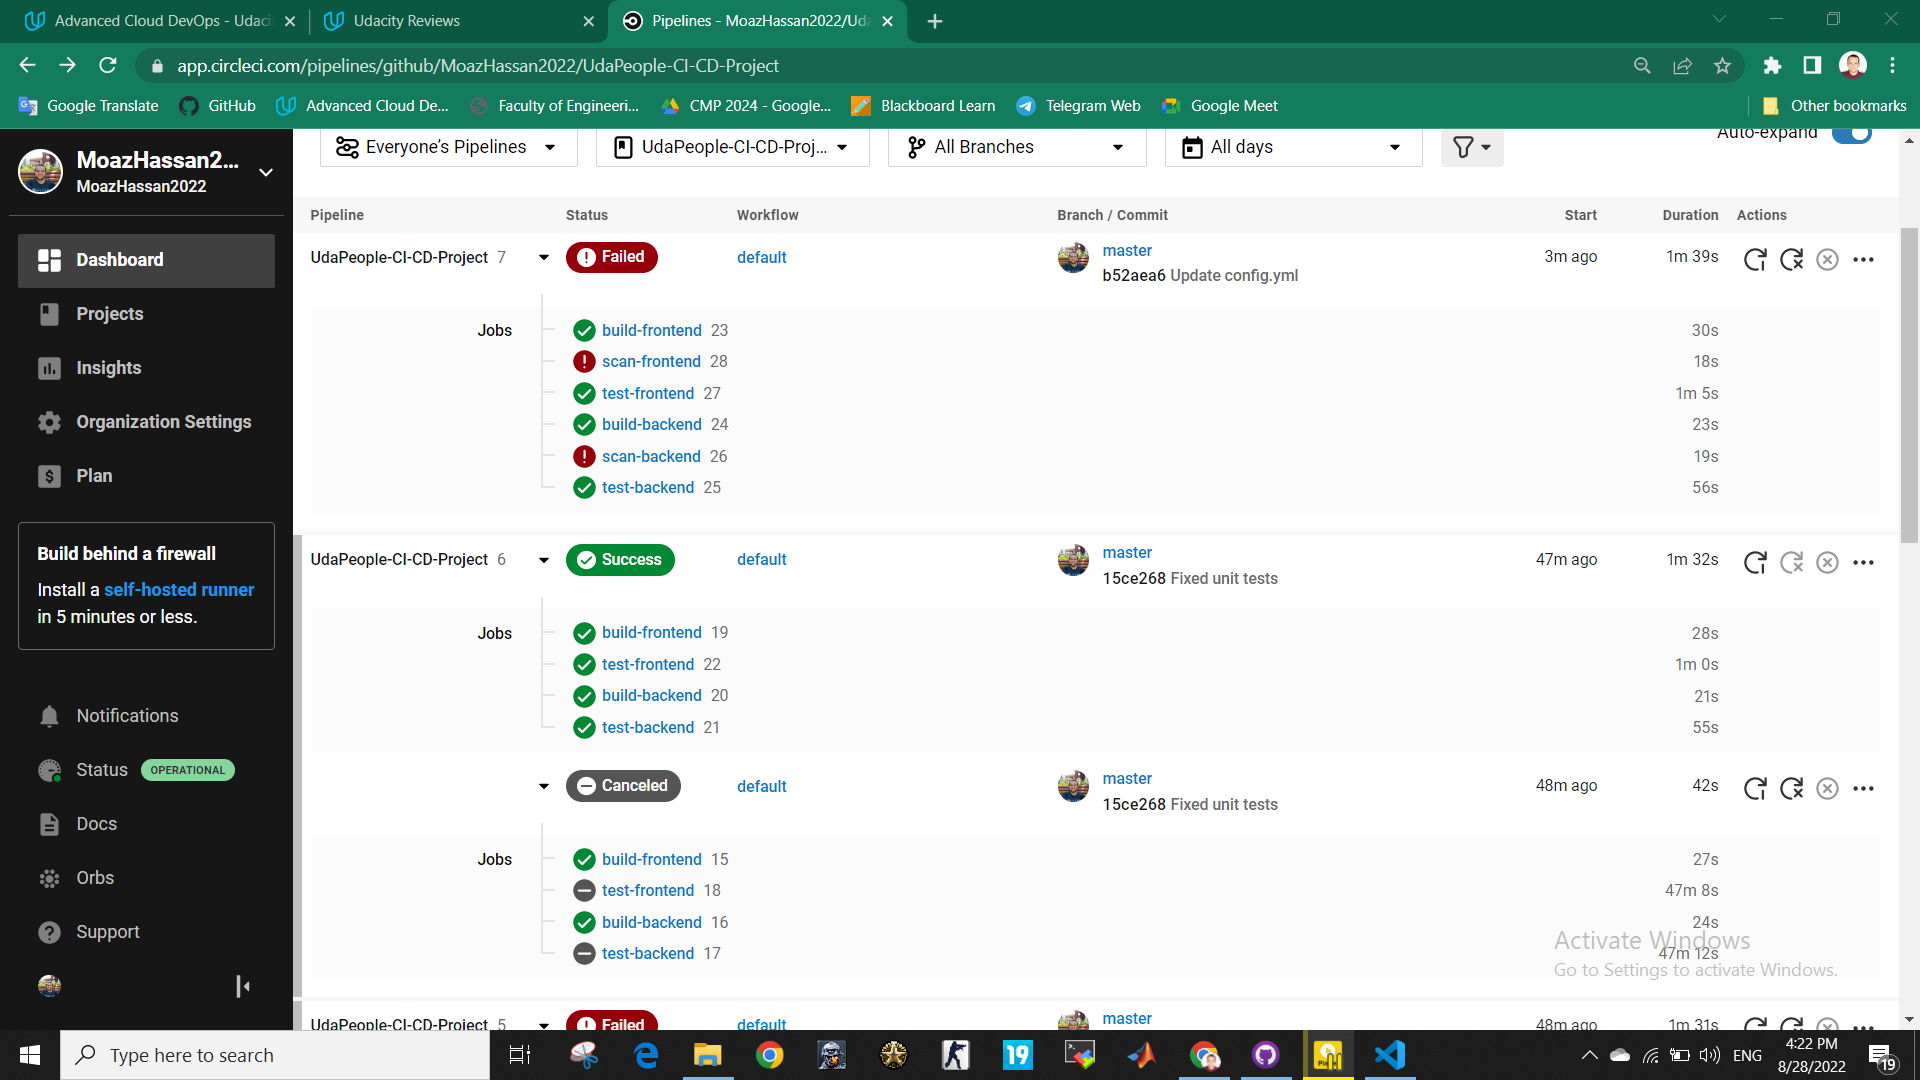 Advanced Cloud DevOps - Udaci
Udacity Reviews
Pipelines - MoazHassan2022/Uda
app.circleci.com/pipelines/github/MoazHassan2022/UdaPeople-CI-CD-Project
Google Translate
GitHub
Advanced Cloud De...
Faculty of Engineeri...
CMP 2024 - Google...
Blackboard Learn
Telegram Web
Google Meet
Other bookmarks
MoazHassan2...
MoazHassan2022
Dashboard
Projects
Insights
Organization Settings
Plan
Build behind a firewall
Install a self-hosted runner
in 5 minutes or less.
Notifications
Status OPERATIONAL
Docs
Orbs
Support
Everyone's Pipelines
UdaPeople-CI-CD-Proj...
All Branches
All days
Auto-expand
Pipeline Status Workflow Branch / Commit Start Duration Actions
UdaPeople-CI-CD-Project 7 Failed default master 3m ago 1m 39s
b52aea6 Update config.yml
Jobs build-frontend 23 30s
scan-frontend 28 18s
test-frontend 27 1m 5s
build-backend 24 23s
scan-backend 26 19s
test-backend 25 56s
UdaPeople-CI-CD-Project 6 Success default master 47m ago 1m 32s
15ce268 Fixed unit tests
Jobs build-frontend 19 28s
test-frontend 22 1m 0s
build-backend 20 21s
test-backend 21 55s
Canceled default master 48m ago 42s
15ce268 Fixed unit tests
Jobs build-frontend 15 27s
test-frontend 18 47m 8s
build-backend 16 24s
test-backend 17 47m 12s
Activate Windows
Go to Settings to activate Windows.
UdaPeople-CI-CD-Project 5 Failed default master 48m ago 1m 31s
Type here to search
19
ENG
4:22 PM
8/28/2022
19